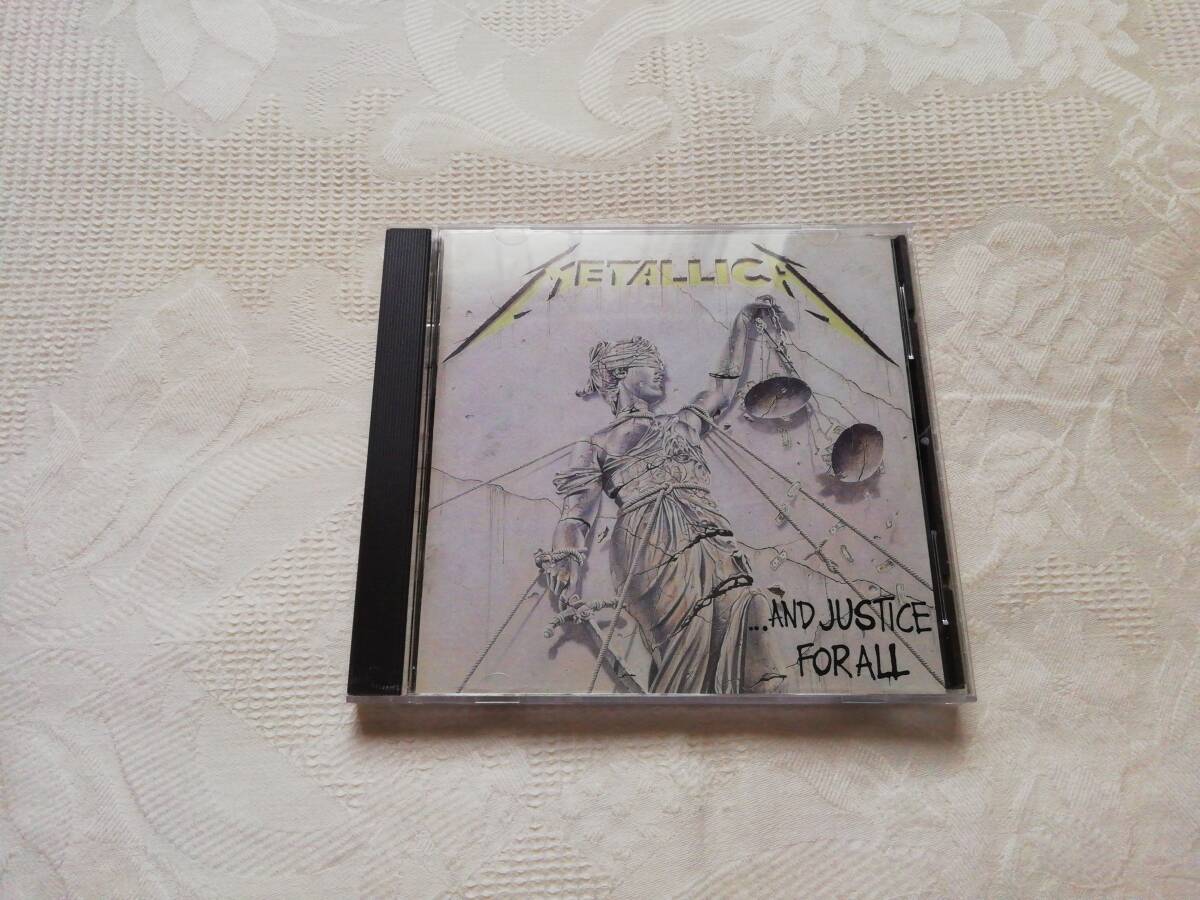 METALLICA
...AND JUSTICE
FOR ALL